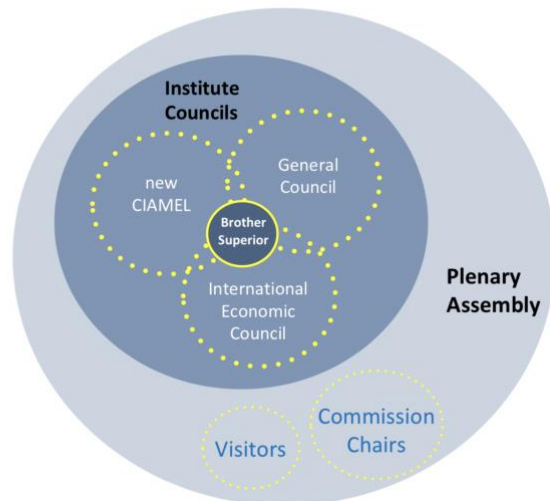 Institute
Councils
new
CIAMEL
General
Council
Brother
Superior
International
Economic
Council
Plenary
Assembly
Visitors
Commission
Chairs